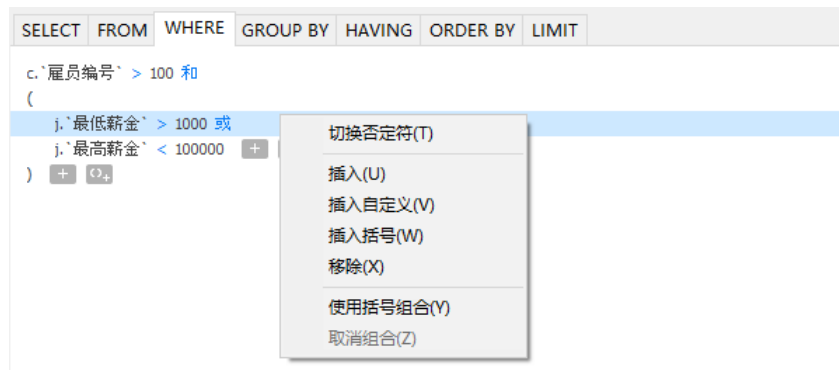 SELECT FROM WHERE GROUP BY HAVING ORDER BY LIMIT
c.`雇员编号` > 100 和
(
j.`最低薪金` > 1000 或
j.`最高薪金` < 100000 +
) + ()+
切换否定符(T)
插入(U)
插入自定义(V)
插入括号(W)
移除(X)
使用括号组合(Y)
取消组合(Z)